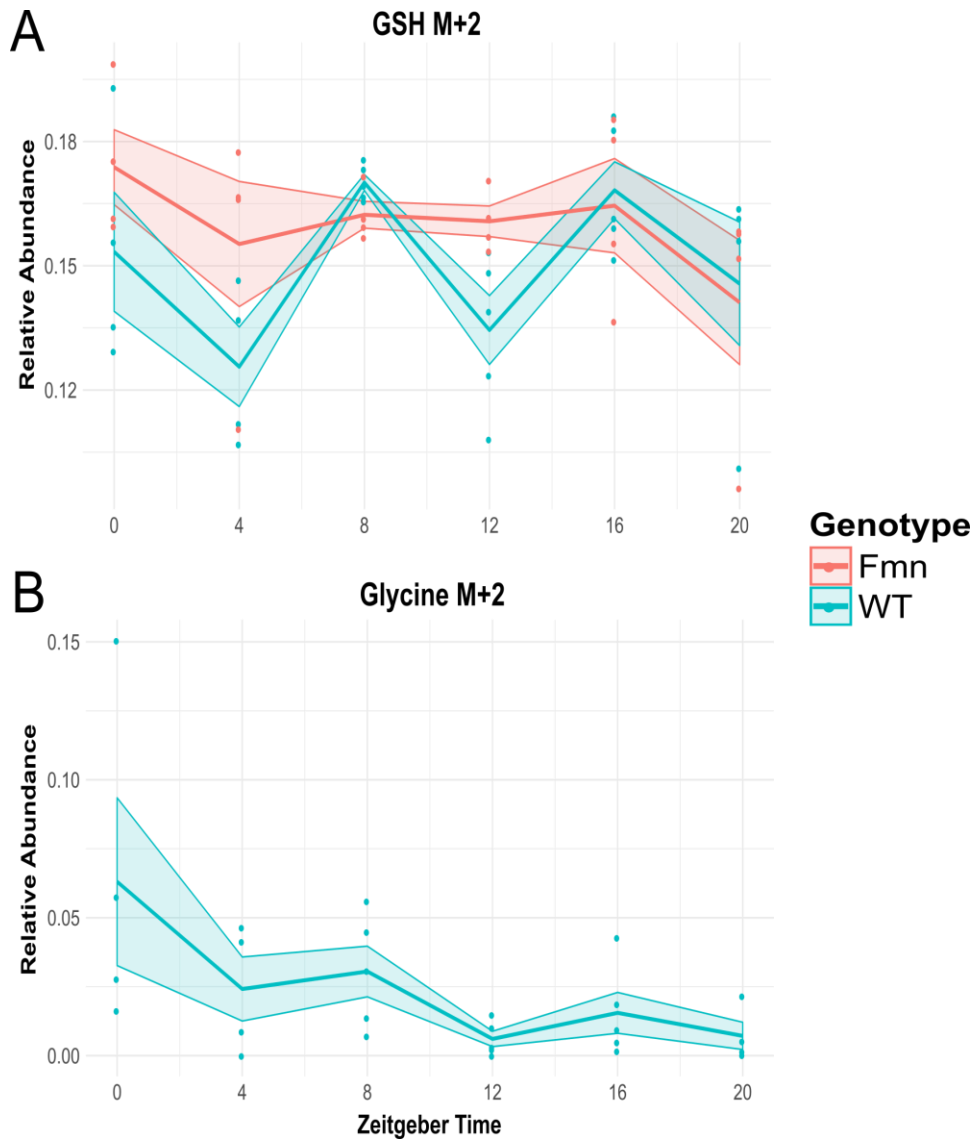 A
GSH M+2
Relative Abundance
0.18
0.15
0.12
0 4 8 12 16 20
Genotype
Fmn
WT
B
Glycine M+2
Relative Abundance
0.15
0.10
0.05
0.00
0 4 8 12 16 20
Zeitgeber Time